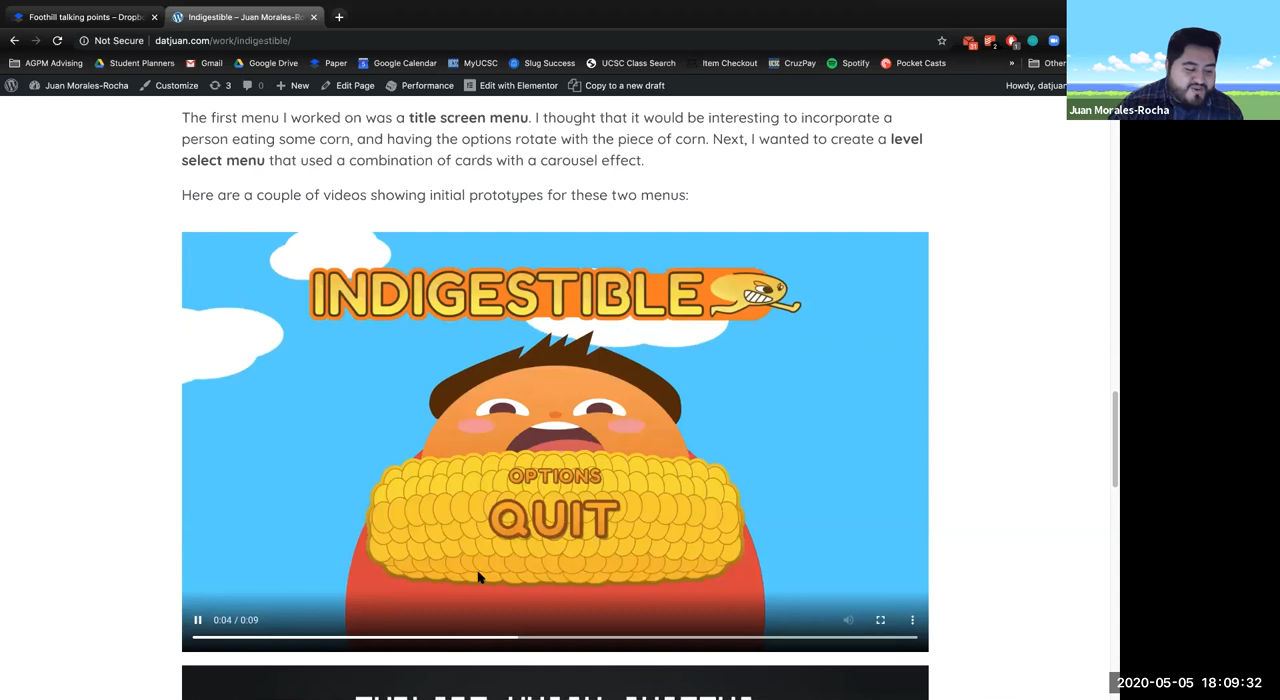 Foothill talking points – Dropb
Indigestible – Juan Morales-Ro
Not Secure | datjuan.com/work/indigestible/
31
2
1
AGPM Advising Student Planners Gmail Google Drive Paper Google Calendar MyUCSC Slug Success UCSC Class Search Item Checkout CruzPay Spotify Pocket Casts » Other
Juan Morales-Rocha Customize 3 0 New Edit Page Performance Edit with Elementor Copy to a new draft Howdy, datjuan
Juan Morales-Rocha
The first menu I worked on was a title screen menu. I thought that it would be interesting to incorporate a
person eating some corn, and having the options rotate with the piece of corn. Next, I wanted to create a level
select menu that used a combination of cards with a carousel effect.
Here are a couple of videos showing initial prototypes for these two menus:
INDIGESTIBLE
OPTIONS
QUIT
0:04 / 0:09
2020-05-05 18:09:32